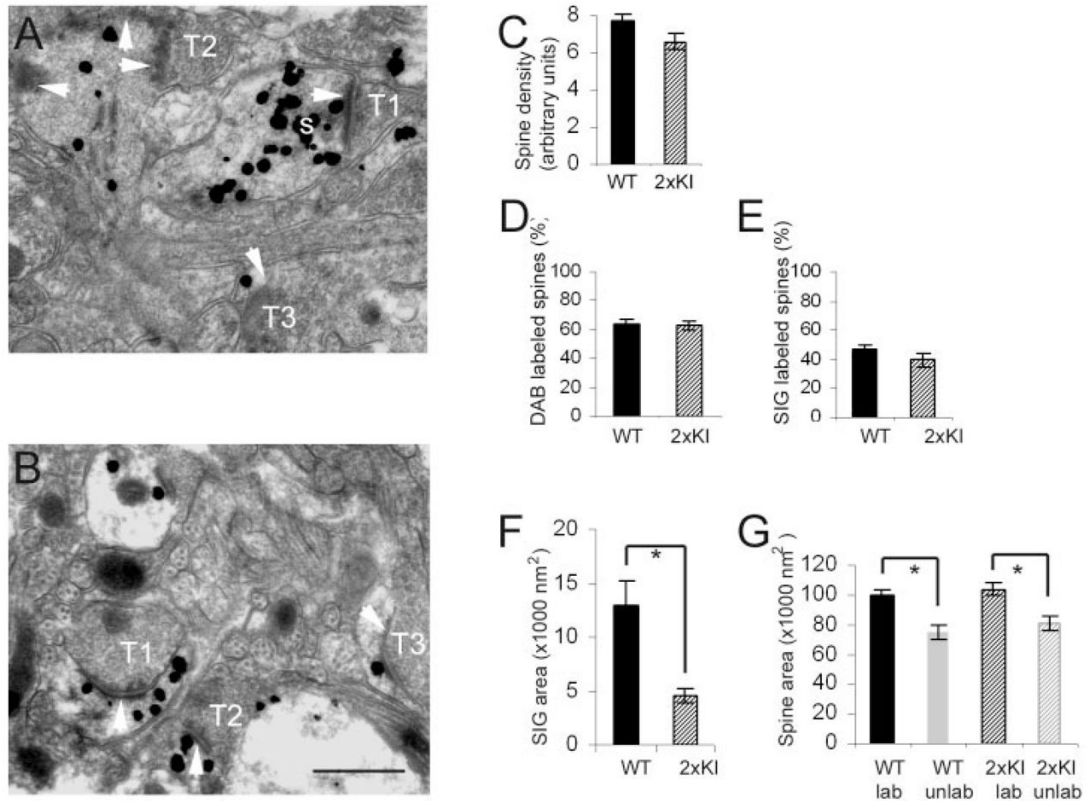 A
T2
T1
s
T3
B
T1
T3
T2
C
Spine density
(arbitrary units)
8
6
4
2
0
WT
2xKI
D
DAB labeled spines (%)
100
80
60
40
20
0
WT
2xKI
E
SIG labeled spines (%)
100
80
60
40
20
0
WT
2xKI
F
SIG area (x1000 nm²)
20
15
10
5
0
*
WT
2xKI
G
Spine area (x1000 nm²)
120
100
80
60
40
20
0
*
*
WT
lab
WT
unlab
2xKI
lab
2xKI
unlab